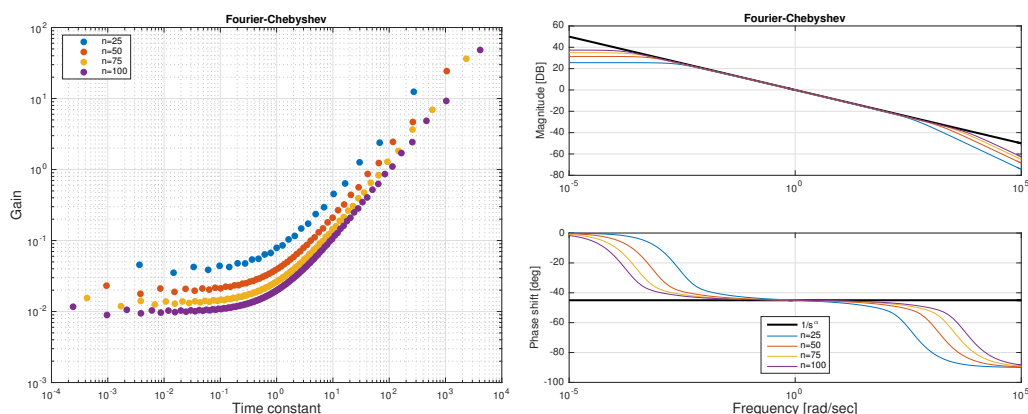 Fourier-Chebyshev
10^2
10^1
10^0
10^-1
10^-2
10^-3
Gain
n=25
n=50
n=75
n=100
10^-4 10^-3 10^-2 10^-1 10^0 10^1 10^2 10^3 10^4
Time constant
Fourier-Chebyshev
60
40
20
0
-20
-40
-60
-80
Magnitude [DB]
10^-5 10^0 10^5
0
-20
-40
-60
-80
-100
Phase shift [deg]
1/s^α
n=25
n=50
n=75
n=100
10^-5 10^0 10^5
Frequency [rad/sec]